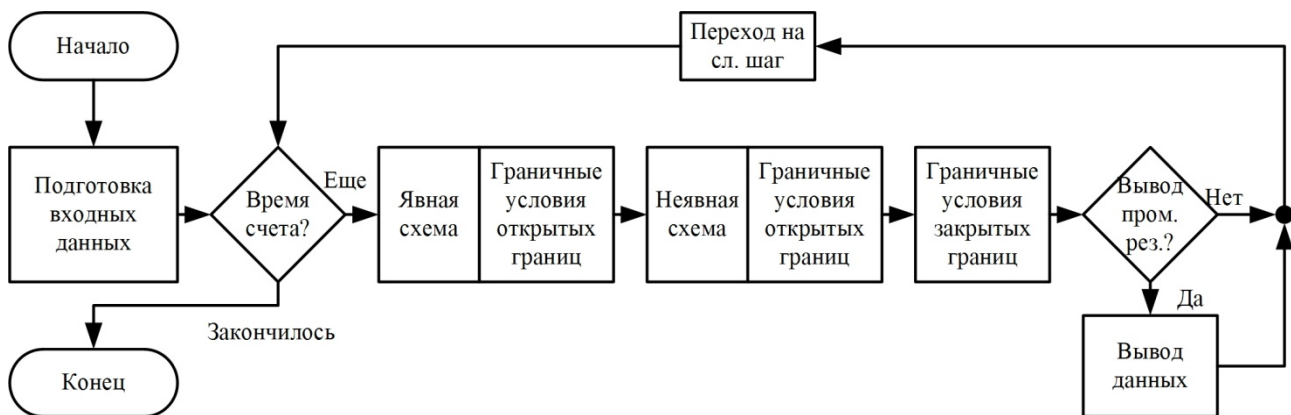 Начало
Переход на
сл. шаг
Подготовка
входных
данных
Время
счета?
Еще
Явная
схема
Граничные
условия
открытых
границ
Неявная
схема
Граничные
условия
открытых
границ
Граничные
условия
закрытых
границ
Вывод
пром.
рез.?
Нет
Да
Закончилось
Конец
Вывод
данных